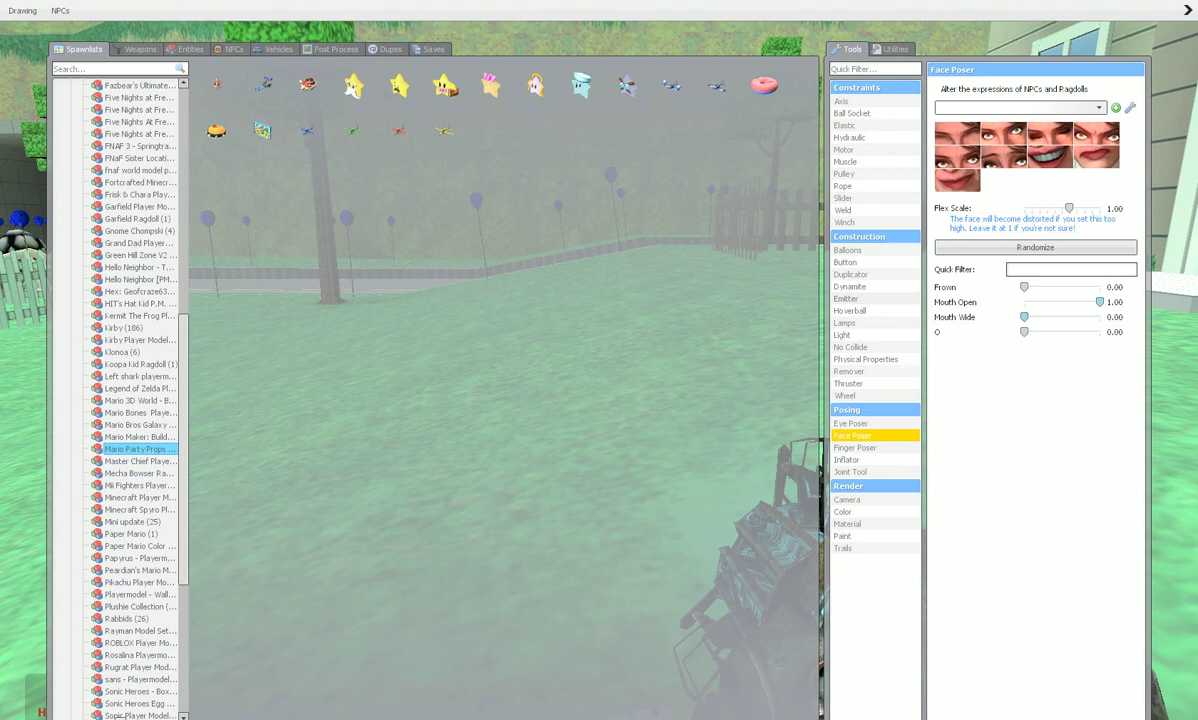 Drawing NPCs
Spawnlists Weapons Entities NPCs Vehicles Post Process Dupes Saves
Search...
Fazbear's Ultimate...
Five Nights at Fre...
Five Nights at Fre...
Five Nights At Fre...
Five Nights at Fre...
FNAF 3 - Springtra...
FNaF Sister Locati...
fnaf world model p...
Fortcrafted Minecr...
Frisk & Chara Play...
Garfield Player Mo...
Garfield Ragdoll (1)
Gnome Chompski (4)
Grand Dad Player...
Green Hill Zone V2 ...
Hello Neighbor - T...
Hello Neighbor [PM...
Hex: Geofcraze63...
HIT's Hat Kid P.M. ...
Kermit The Frog Pl...
Kirby (186)
Kirby Player Model...
Klonoa (6)
Koopa Kid Ragdoll (1)
Left shark playerm...
Legend of Zelda Pl...
Mario 3D World - B...
Mario Bones Playe...
Mario Bros Galaxy ...
Mario Maker: Build...
Mario Party Props ...
Master Chief Playe...
Mecha Bowser Ra...
Mii Fighters Player...
Minecraft Player M...
Minecraft Spyro Pl...
Mini update (25)
Paper Mario (1)
Paper Mario Color ...
Papyrus - Playerm...
Peardian's Mario M...
Pikachu Player Mo...
Playermodel - Wall...
Plushie Collection (...
Rabbids (26)
Rayman Model Set...
ROBLOX Player Mo...
Rosalina Playermo...
Rugrat Player Mod...
sans - Playermodel...
Sonic Heroes - Box...
Sonic Heroes Egg ...
Sonic Player Model...
Tools Utilities
Quick Filter...
Constraints
Axis
Ball Socket
Elastic
Hydraulic
Motor
Muscle
Pulley
Rope
Slider
Weld
Winch
Construction
Balloons
Button
Duplicator
Dynamite
Emitter
Hoverball
Lamps
Light
No Collide
Physical Properties
Remover
Thruster
Wheel
Posing
Eye Poser
Face Poser
Finger Poser
Inflator
Joint Tool
Render
Camera
Color
Material
Paint
Trails
Face Poser
Alter the expressions of NPCs and Ragdolls
Flex Scale: 1.00
The face will become distorted if you set this too
high. Leave it at 1 if you're not sure!
Randomize
Quick Filter:
Frown 0.00
Mouth Open 1.00
Mouth Wide 0.00
O 0.00